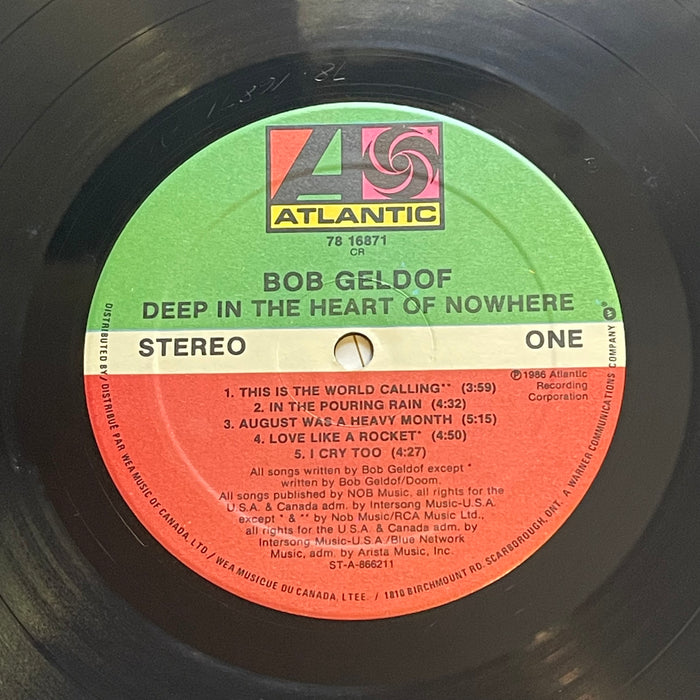 ATLANTIC
®
78 16871
CR
BOB GELDOF
DEEP IN THE HEART OF NOWHERE
STEREO
ONE
1. THIS IS THE WORLD CALLING** (3:59)
2. IN THE POURING RAIN (4:32)
3. AUGUST WAS A HEAVY MONTH (5:15)
4. LOVE LIKE A ROCKET* (4:50)
5. I CRY TOO (4:27)
℗1986 Atlantic
Recording
Corporation
All songs written by Bob Geldof except *
written by Bob Geldof/Doom.
All songs published by NOB Music, all rights for the
U.S.A. & Canada adm. by Intersong Music-U.S.A.
except * & ** by Nob Music/RCA Music Ltd.,
all rights for the U.S.A. & Canada adm. by
Intersong Music-U.S.A/Blue Network
Music, adm. by Arista Music, Inc.
ST-A-866211
DISTRIBUTED BY / DISTRIBUÉ PAR WEA MUSIC OF CANADA, LTD. / WEA MUSIQUE DU CANADA, LTEE. / 1810 BIRCHMOUNT RD, SCARBOROUGH, ONT. A WARNER COMMUNICATIONS COMPANY